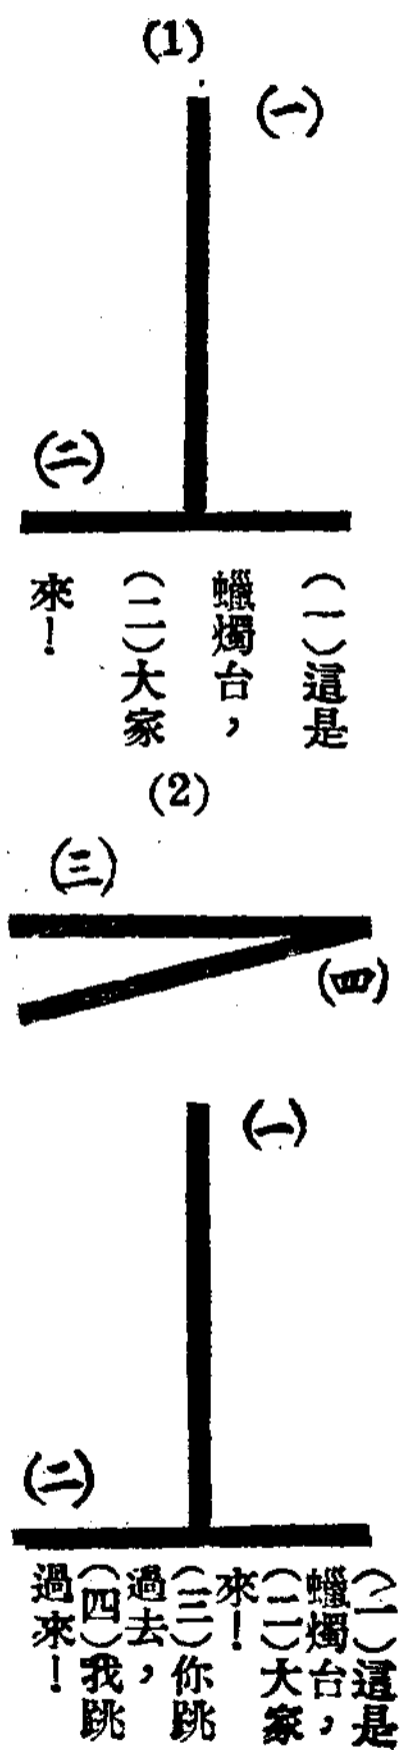 (1)
(一)
(二)
(一)這是
蠟燭台，
(二)大家
來！
(2)
(三)
(四)
(一)
(二)
(一)這是
蠟燭台，
(二)大家
來！
(三)你跳
過去，
(四)我跳
過來！